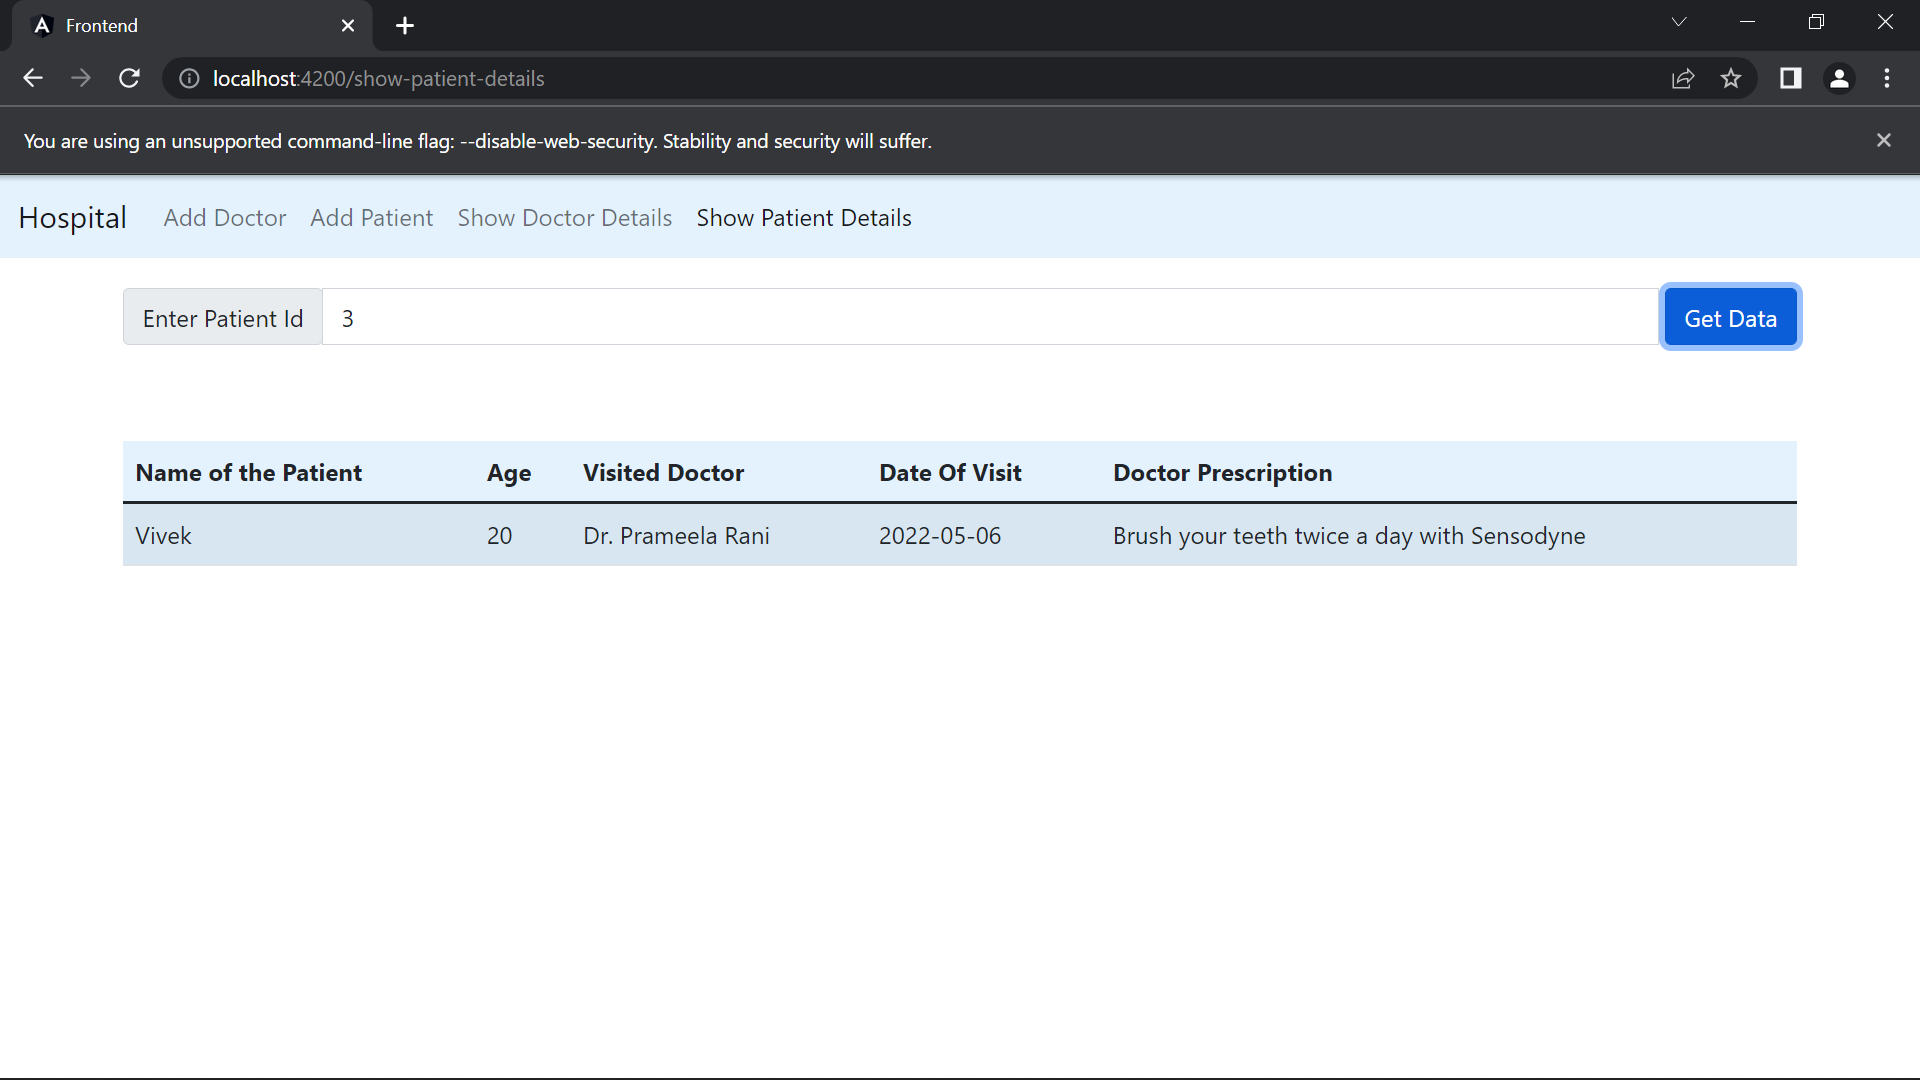 Frontend
localhost:4200/show-patient-details
You are using an unsupported command-line flag: --disable-web-security. Stability and security will suffer.
Hospital Add Doctor Add Patient Show Doctor Details Show Patient Details
Enter Patient Id 3 Get Data
Name of the Patient Age Visited Doctor Date Of Visit Doctor Prescription
Vivek 20 Dr. Prameela Rani 2022-05-06 Brush your teeth twice a day with Sensodyne